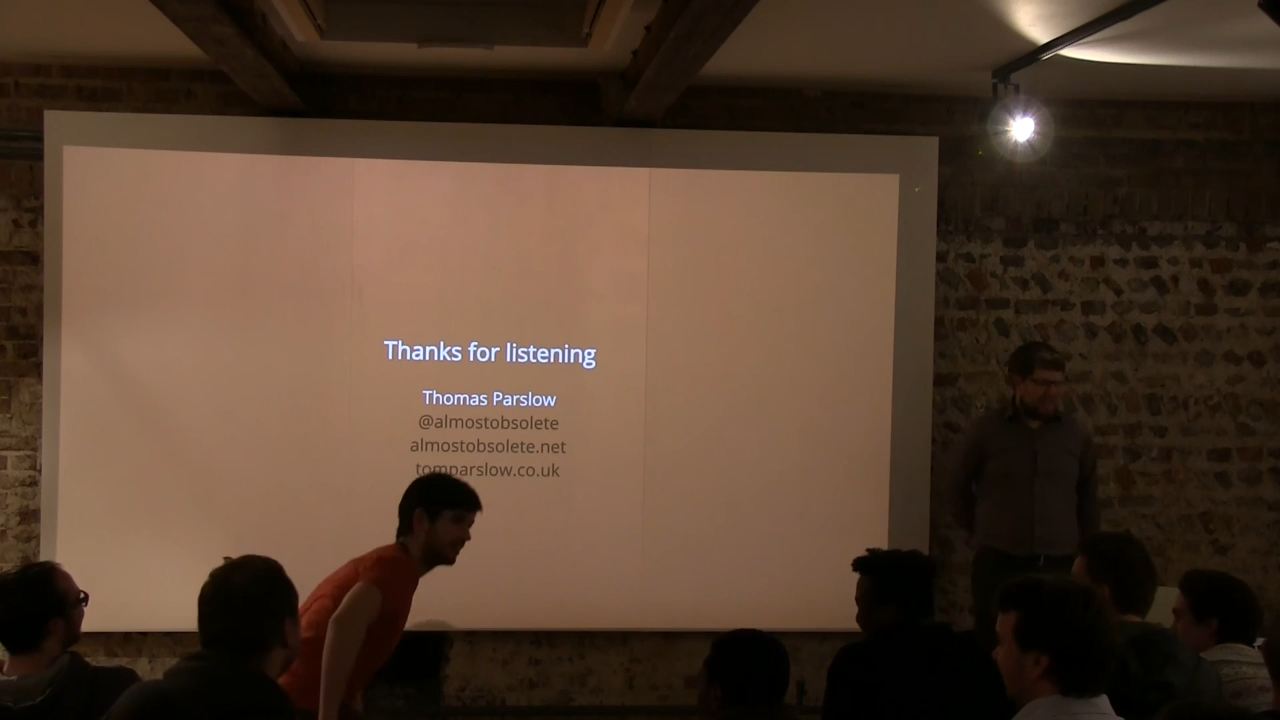 Thanks for listening
Thomas Parslow
@almostobsolete
almostobsolete.net
tomparslow.co.uk